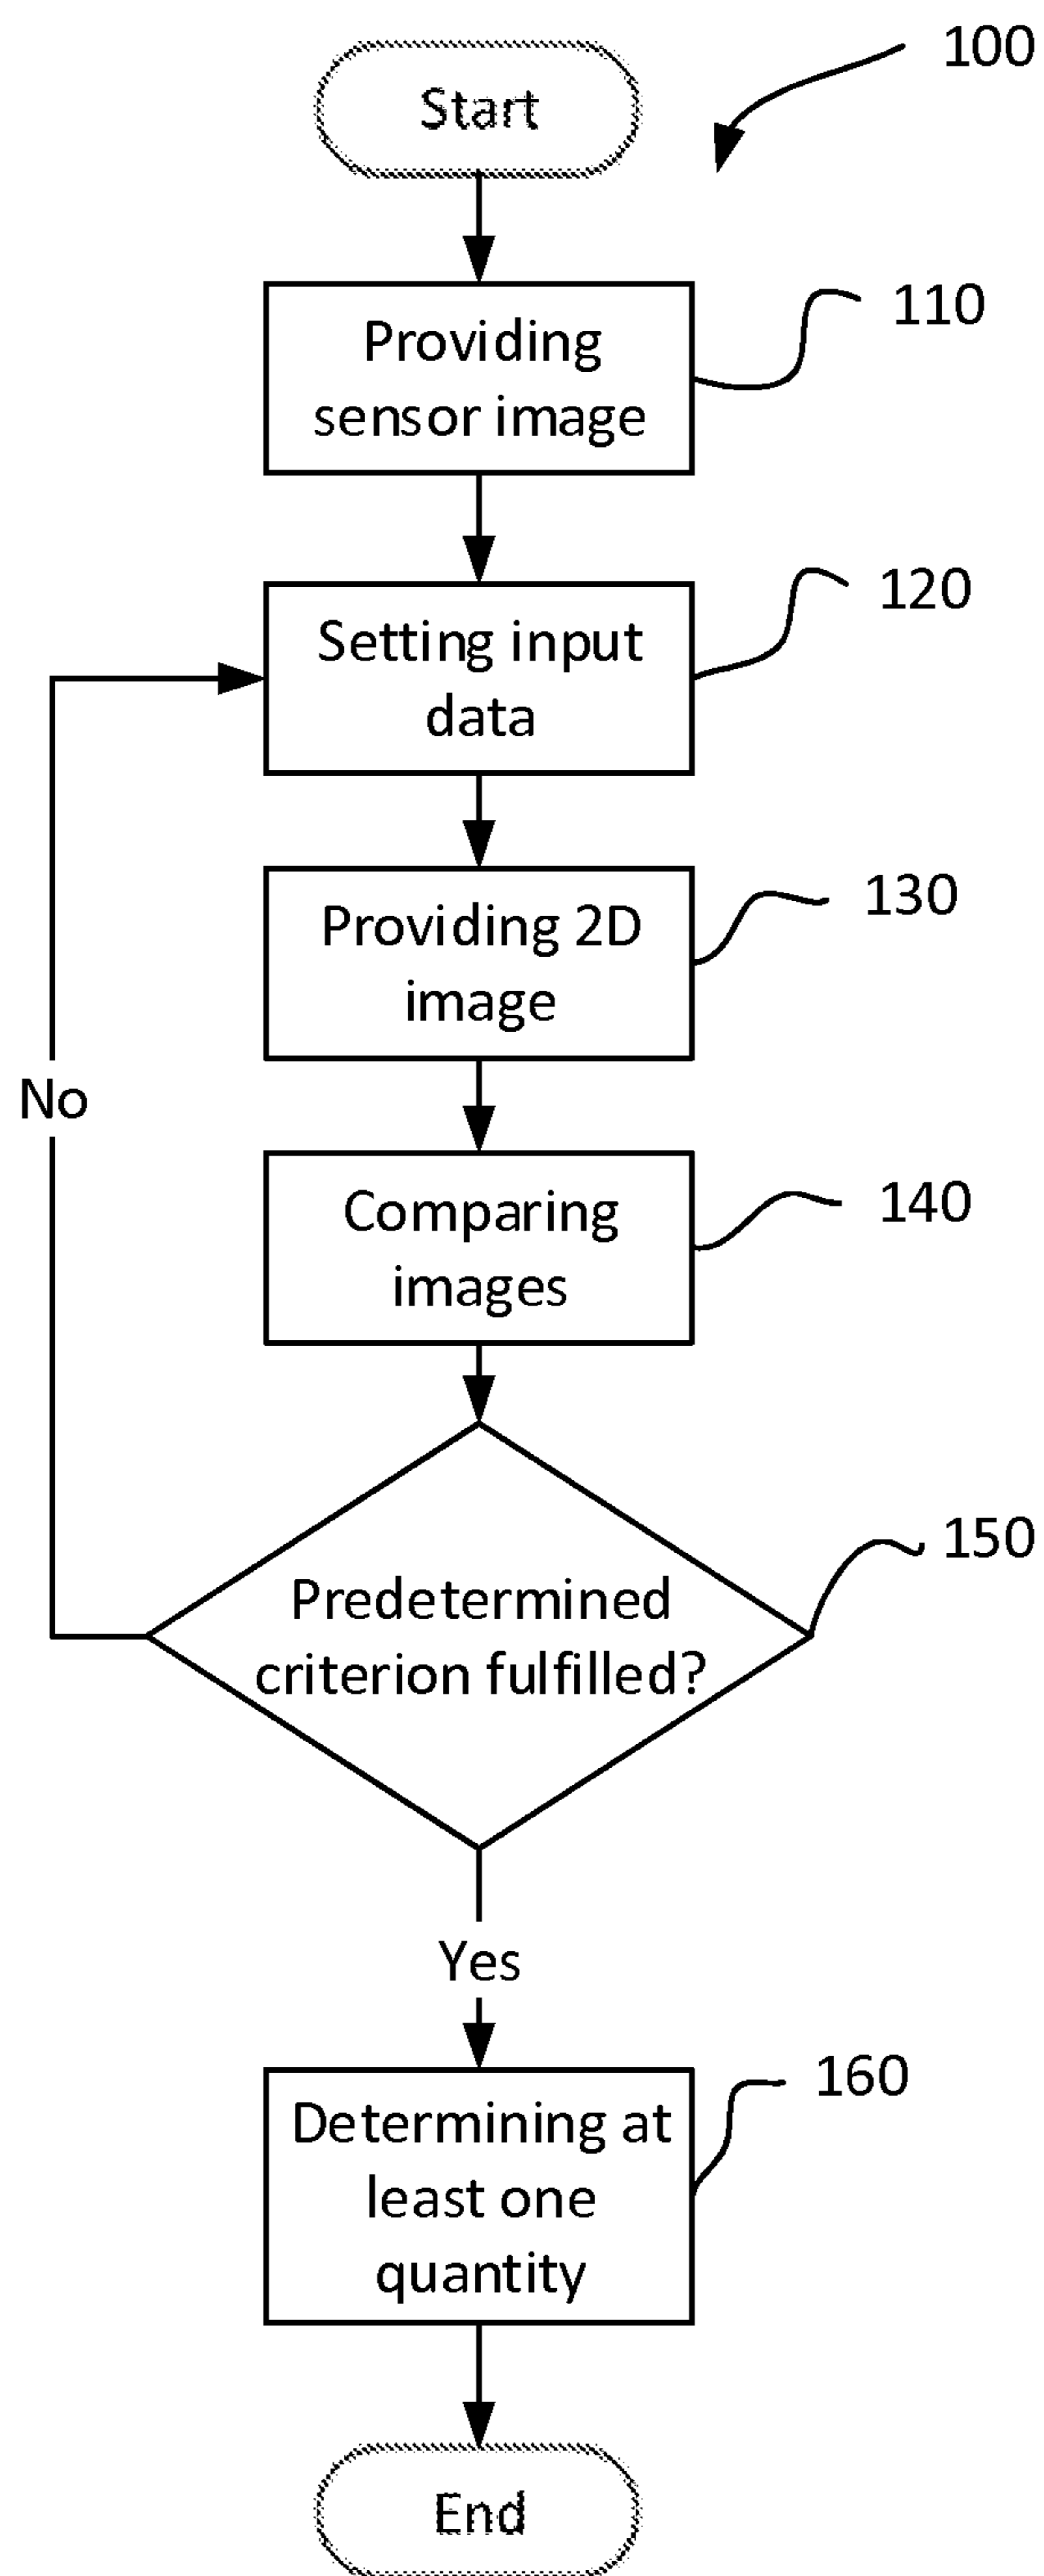 100
Start
110
Providing
sensor image
120
Setting input
data
130
Providing 2D
image
No
140
Comparing
images
150
Predetermined
criterion fulfilled?
Yes
160
Determining at
least one
quantity
End